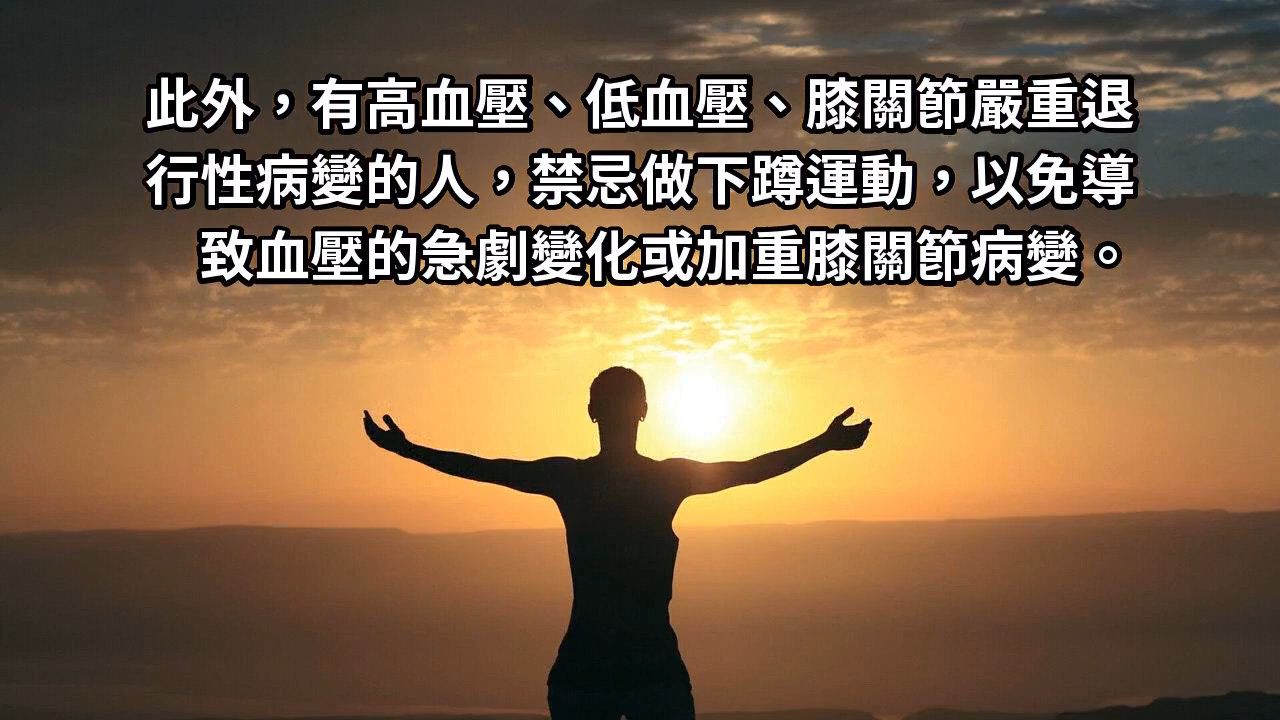 此外，有高血壓、低血壓、膝關節嚴重退
行性病變的人，禁忌做下蹲運動，以免導
致血壓的急劇變化或加重膝關節病變。